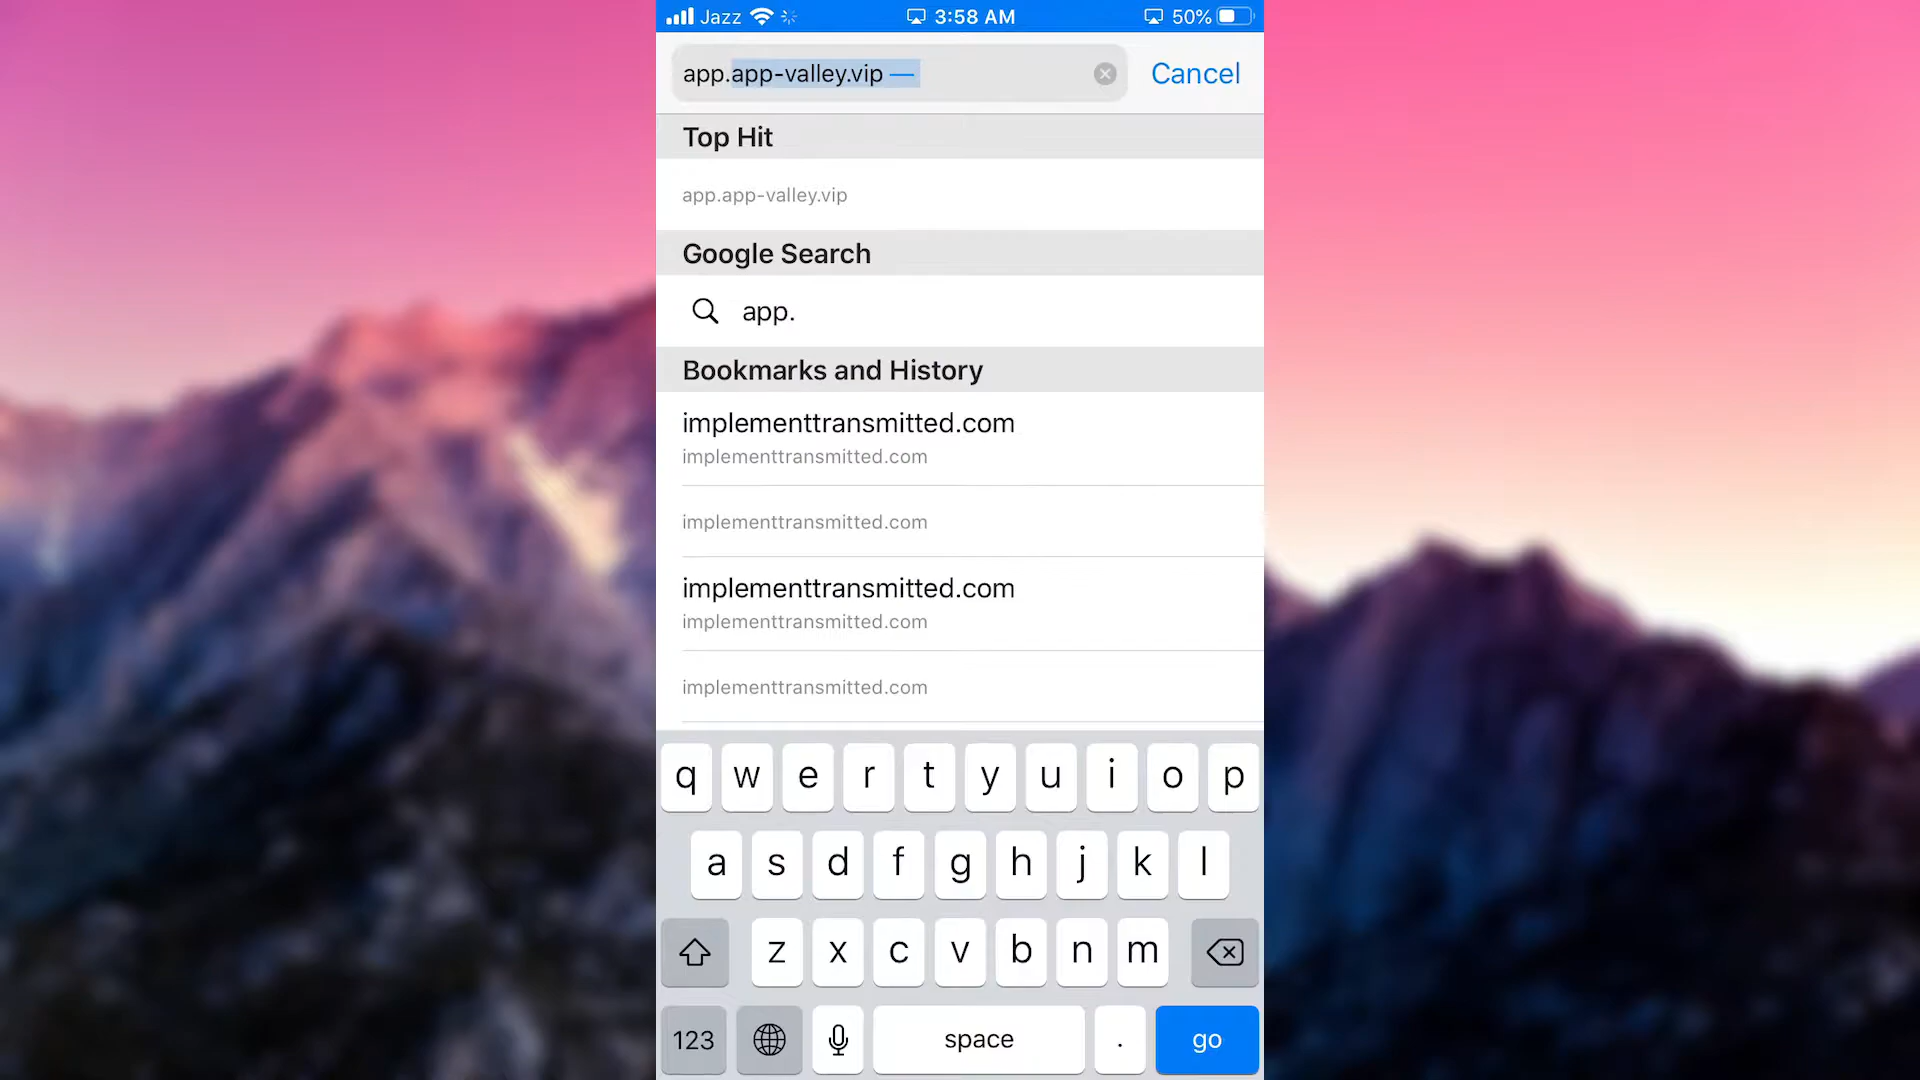 Jazz 3:58 AM 50%
app.app-valley.vip — Cancel
Top Hit
app.app-valley.vip
Google Search
app.
Bookmarks and History
implementtransmitted.com
implementtransmitted.com
implementtransmitted.com
implementtransmitted.com
implementtransmitted.com
implementtransmitted.com
q w e r t y u i o p
a s d f g h j k l
z x c v b n m
123 space . go